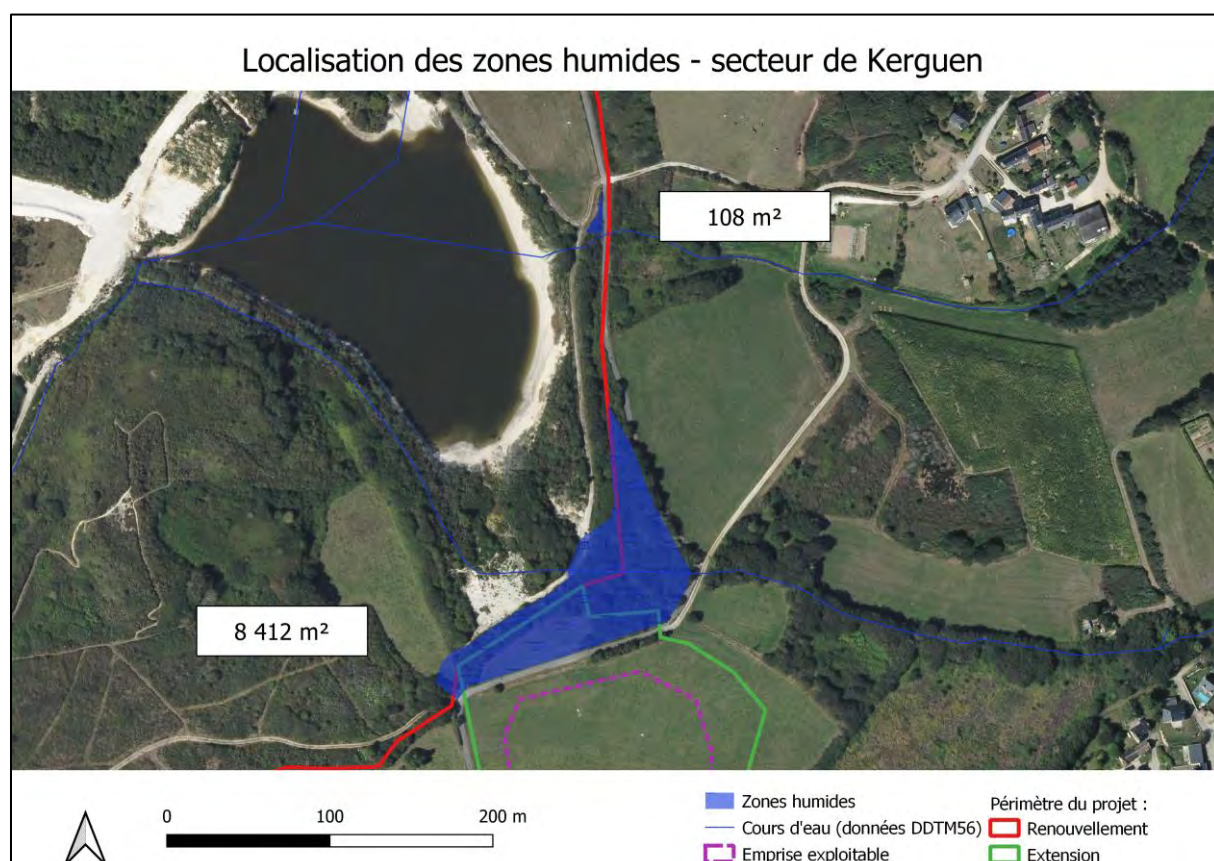 Localisation des zones humides - secteur de Kerguen
108 m²
8 412 m²
0 100 200 m
Zones humides
Cours d'eau (données DDTM56)
Emprise exploitable
Périmètre du projet :
Renouvellement
Extension